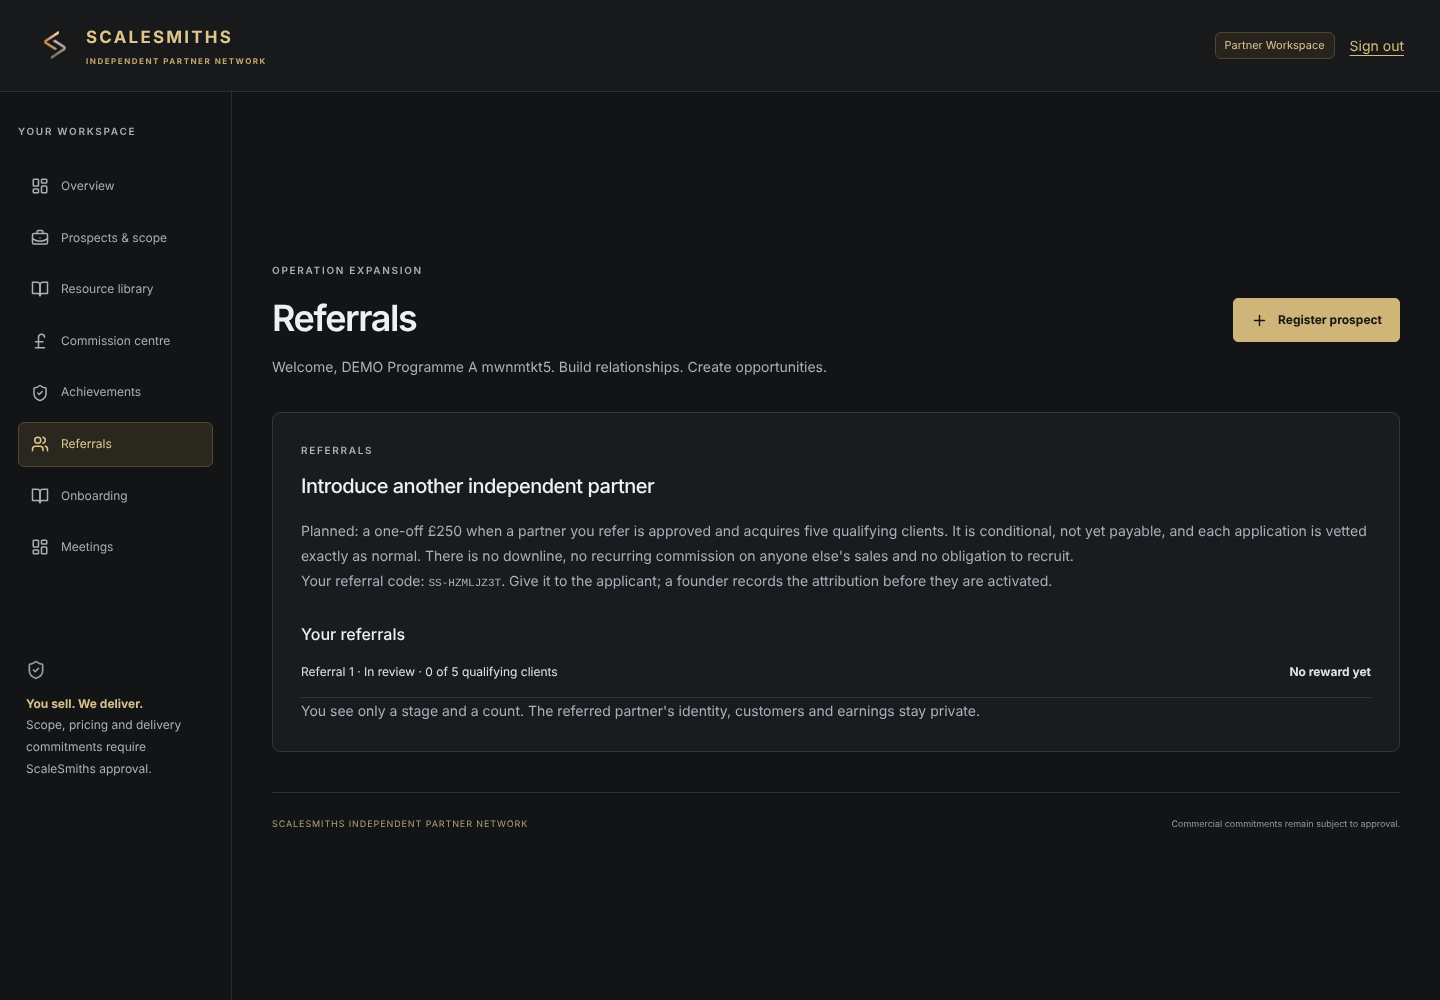 SCALESMITHS
INDEPENDENT PARTNER NETWORK
Partner Workspace
Sign out
YOUR WORKSPACE
Overview
Prospects & scope
Resource library
Commission centre
Achievements
Referrals
Onboarding
Meetings
You sell. We deliver.
Scope, pricing and delivery
commitments require
ScaleSmiths approval.
OPERATION EXPANSION
Referrals
Register prospect
Welcome, DEMO Programme A mwnmtkt5. Build relationships. Create opportunities.
REFERRALS
Introduce another independent partner
Planned: a one-off £250 when a partner you refer is approved and acquires five qualifying clients. It is conditional, not yet payable, and each application is vetted
exactly as normal. There is no downline, no recurring commission on anyone else's sales and no obligation to recruit.
Your referral code: SS-HZMLJZ3T. Give it to the applicant; a founder records the attribution before they are activated.
Your referrals
Referral 1 · In review · 0 of 5 qualifying clients
No reward yet
You see only a stage and a count. The referred partner's identity, customers and earnings stay private.
SCALESMITHS INDEPENDENT PARTNER NETWORK
Commercial commitments remain subject to approval.